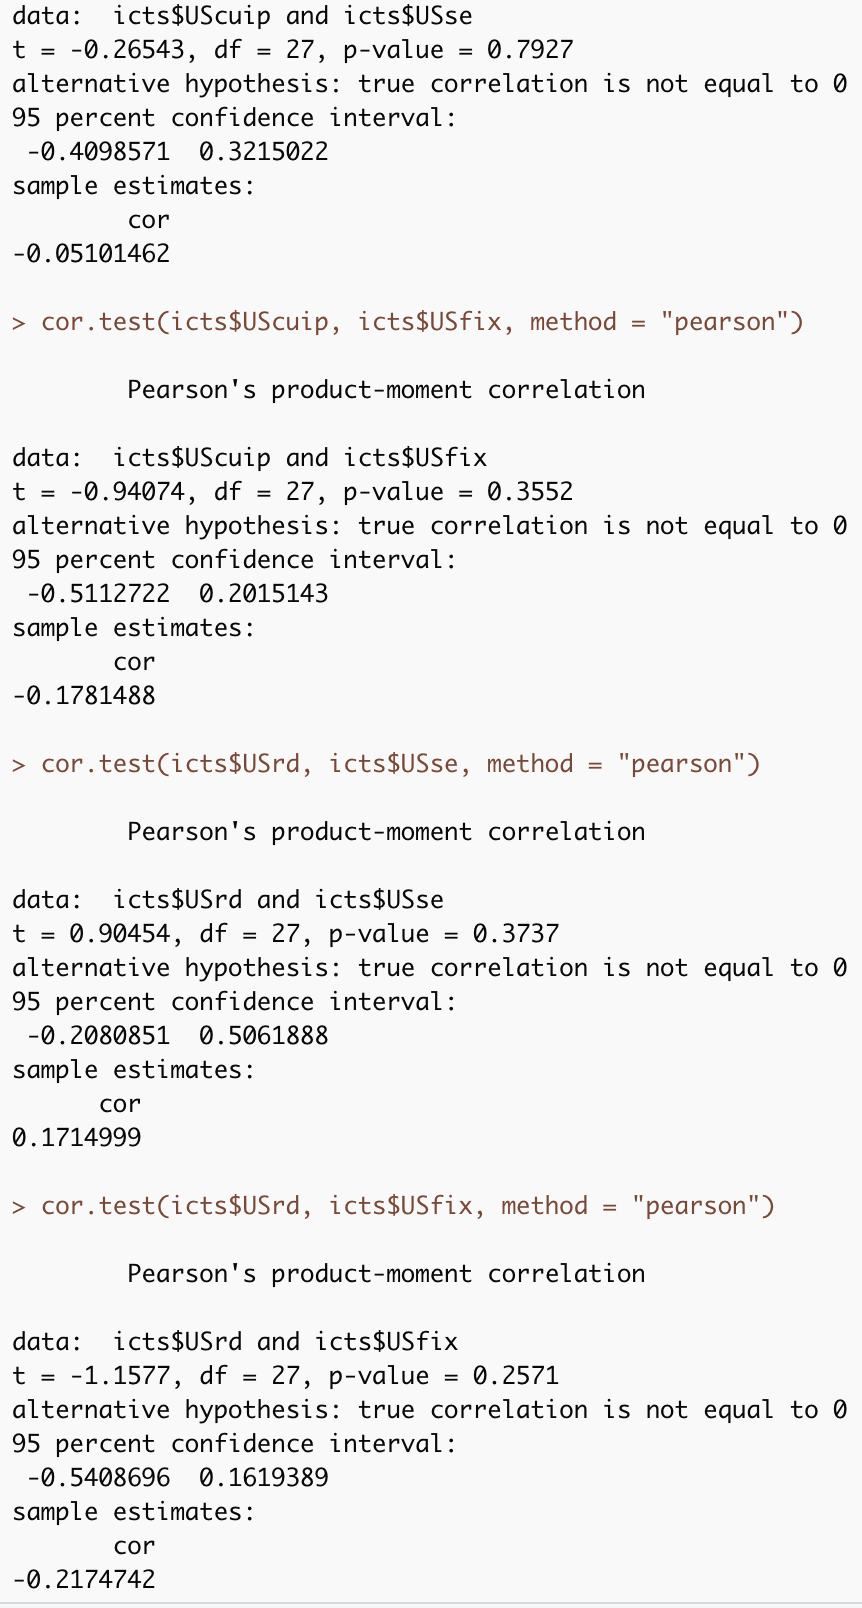 data:  icts$UScuip and icts$USse
t = -0.26543, df = 27, p-value = 0.7927
alternative hypothesis: true correlation is not equal to 0
95 percent confidence interval:
 -0.4098571  0.3215022
sample estimates:
        cor
-0.05101462
> cor.test(icts$UScuip, icts$USfix, method = "pearson")
        Pearson's product-moment correlation
data:  icts$UScuip and icts$USfix
t = -0.94074, df = 27, p-value = 0.3552
alternative hypothesis: true correlation is not equal to 0
95 percent confidence interval:
 -0.5112722  0.2015143
sample estimates:
       cor
-0.1781488
> cor.test(icts$USrd, icts$USse, method = "pearson")
        Pearson's product-moment correlation
data:  icts$USrd and icts$USse
t = 0.90454, df = 27, p-value = 0.3737
alternative hypothesis: true correlation is not equal to 0
95 percent confidence interval:
 -0.2080851  0.5061888
sample estimates:
      cor
0.1714999
> cor.test(icts$USrd, icts$USfix, method = "pearson")
        Pearson's product-moment correlation
data:  icts$USrd and icts$USfix
t = -1.1577, df = 27, p-value = 0.2571
alternative hypothesis: true correlation is not equal to 0
95 percent confidence interval:
 -0.5408696  0.1619389
sample estimates:
       cor
-0.2174742